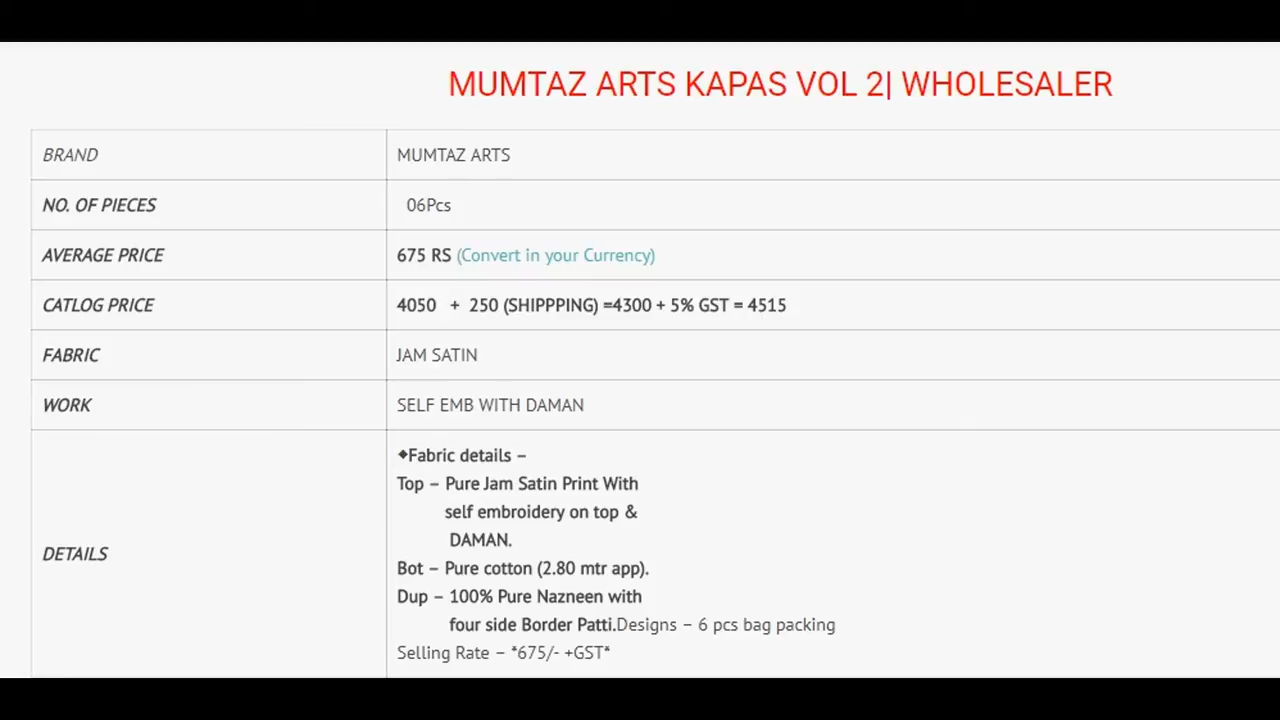 MUMTAZ ARTS KAPAS VOL 2| WHOLESALER
BRAND MUMTAZ ARTS
NO. OF PIECES 06Pcs
AVERAGE PRICE 675 RS (Convert in your Currency)
CATLOG PRICE 4050 + 250 (SHIPPPING) =4300 + 5% GST = 4515
FABRIC JAM SATIN
WORK SELF EMB WITH DAMAN
DETAILS
◆Fabric details –
Top – Pure Jam Satin Print With
self embroidery on top &
DAMAN.
Bot – Pure cotton (2.80 mtr app).
Dup – 100% Pure Nazneen with
four side Border Patti.Designs – 6 pcs bag packing
Selling Rate – *675/- +GST*